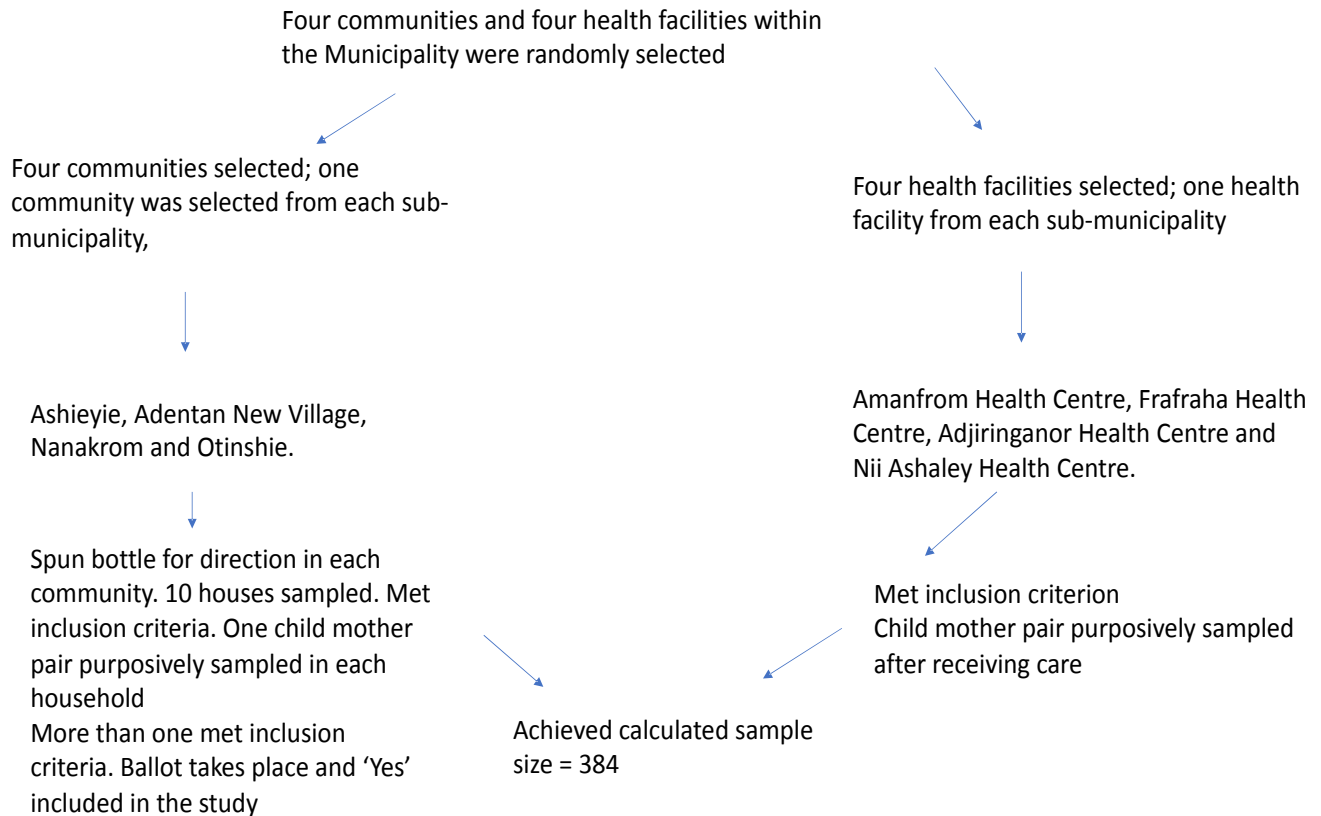 Four communities and four health facilities within
the Municipality were randomly selected
Four communities selected; one
community was selected from each sub-
municipality,
Four health facilities selected; one health
facility from each sub-municipality
Ashieyie, Adentan New Village,
Nanakrom and Otinshie.
Amanfrom Health Centre, Frafraha Health
Centre, Adjiringanor Health Centre and
Nii Ashaley Health Centre.
Spun bottle for direction in each
community. 10 houses sampled. Met
inclusion criteria. One child mother
pair purposively sampled in each
household
More than one met inclusion
criteria. Ballot takes place and ‘Yes’
included in the study
Met inclusion criterion
Child mother pair purposively sampled
after receiving care
Achieved calculated sample
size = 384